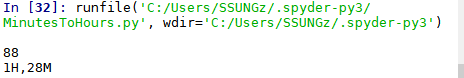 In [32]: runfile('C:/Users/SSUNGz/.spyder-py3/
MinutesToHours.py', wdir='C:/Users/SSUNGz/.spyder-py3')
88
1H,28M